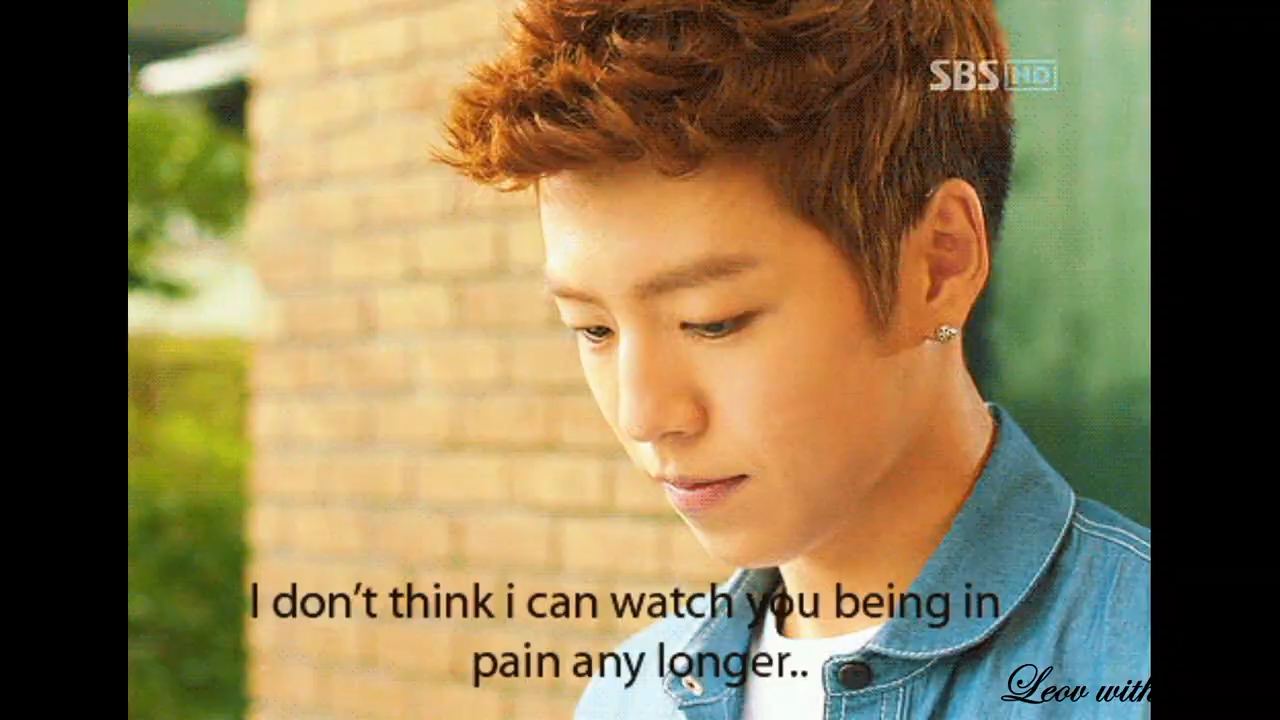 SBS HD
I don't think i can watch you being in
pain any longer..
Leov with